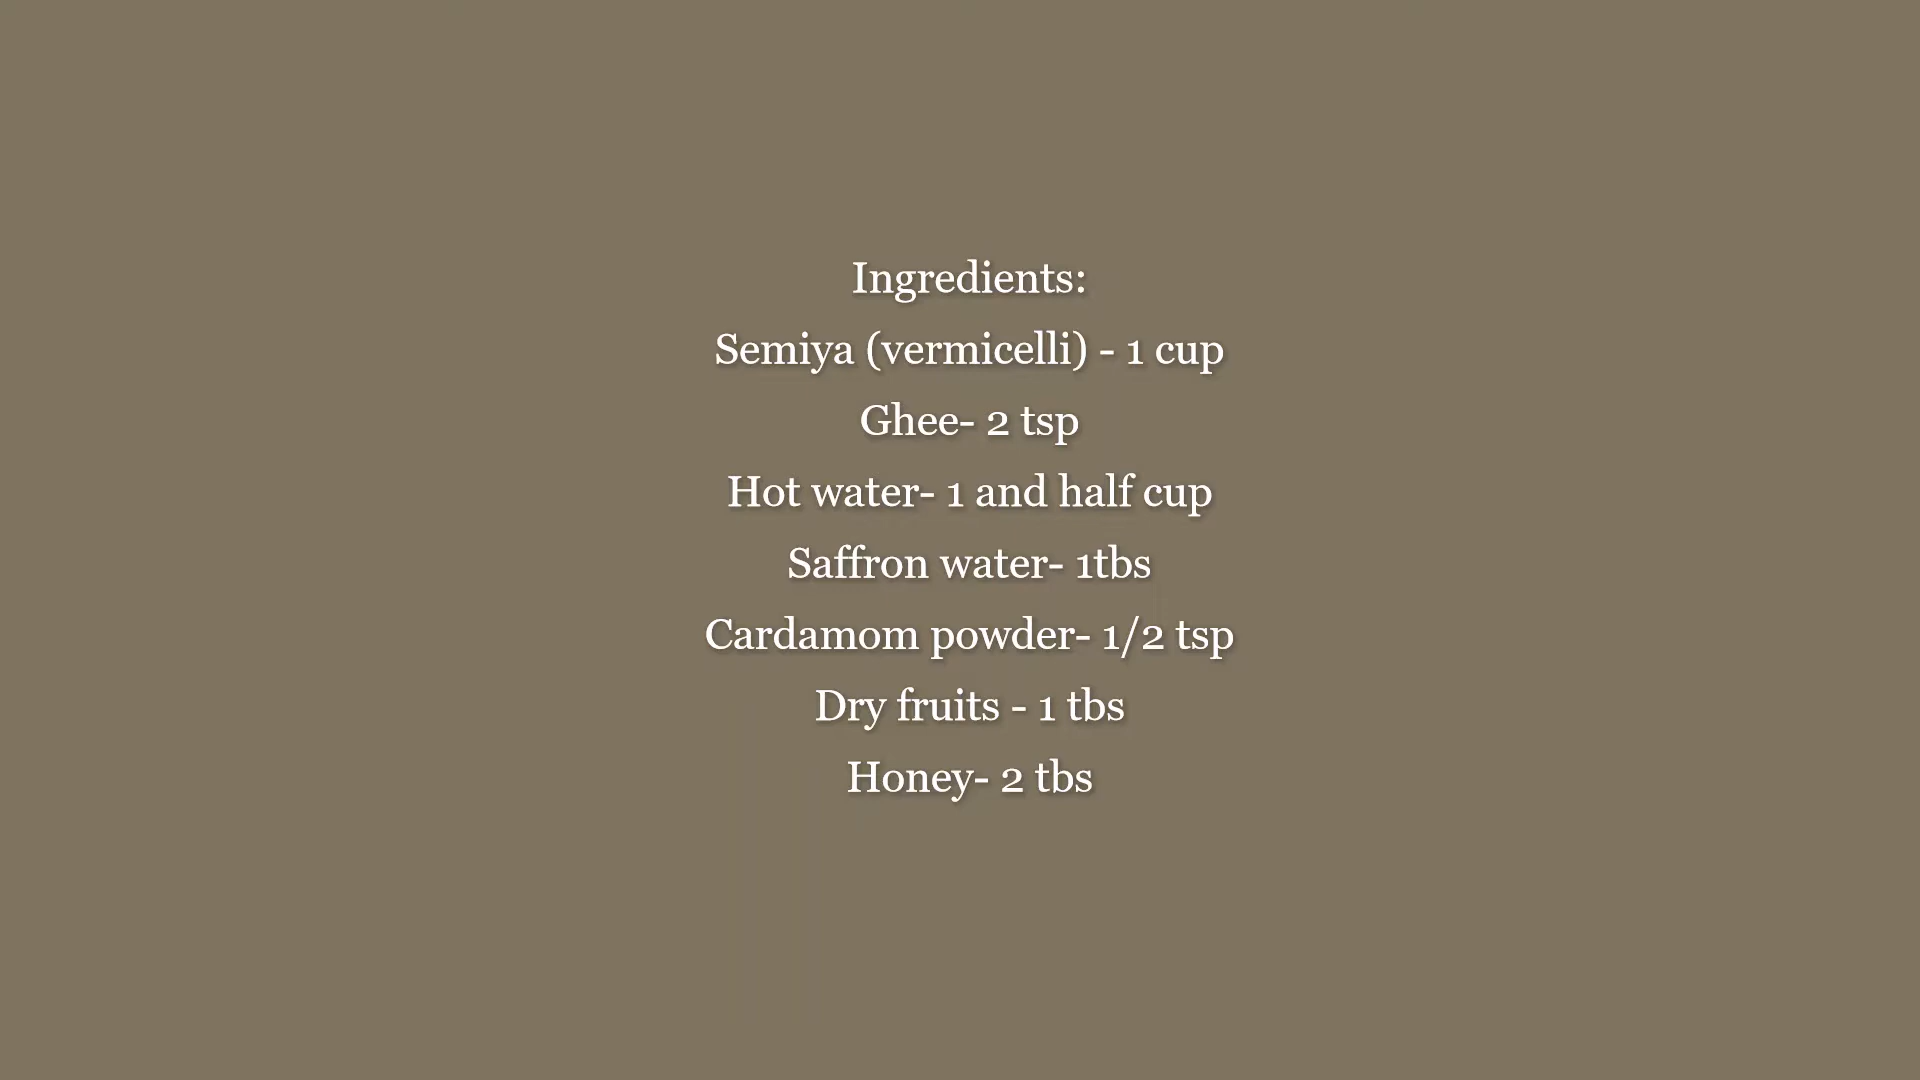 Ingredients:
Semiya (vermicelli) - 1 cup
Ghee- 2 tsp
Hot water- 1 and half cup
Saffron water- 1tbs
Cardamom powder- 1/2 tsp
Dry fruits - 1 tbs
Honey- 2 tbs